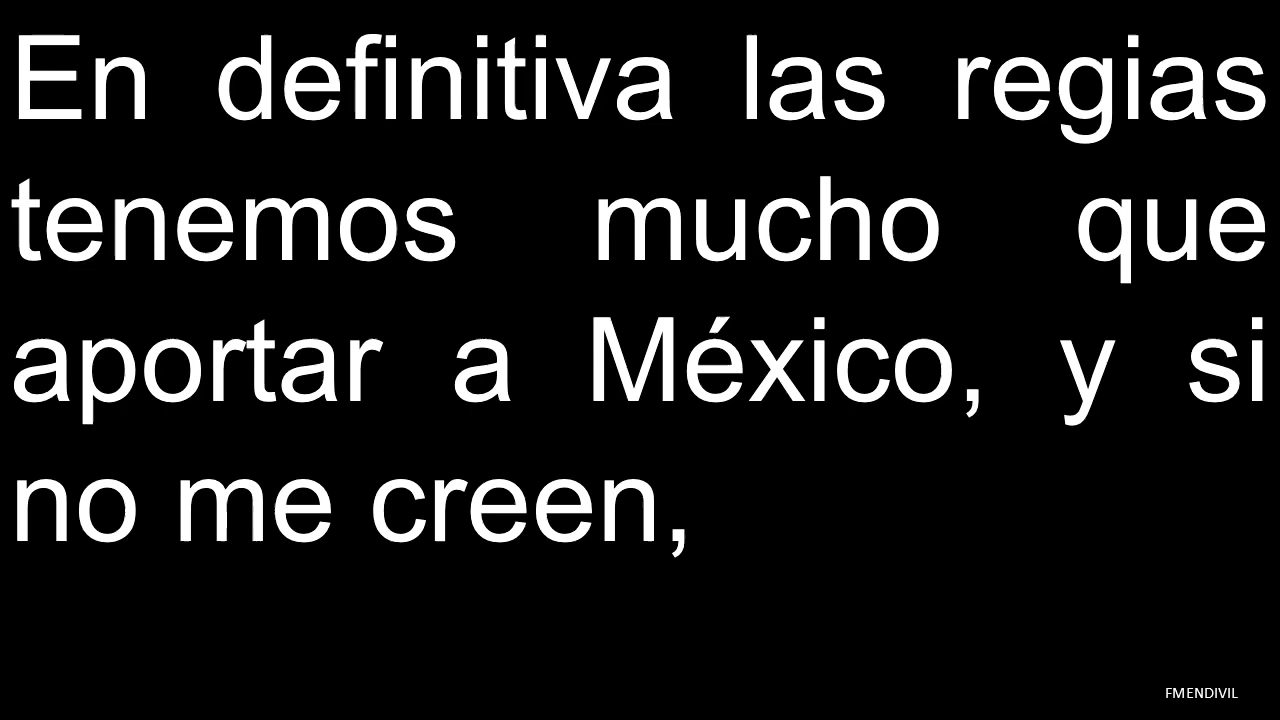 En definitiva las regias
tenemos mucho que
aportar a México, y si
no me creen,
FMENDIVIL